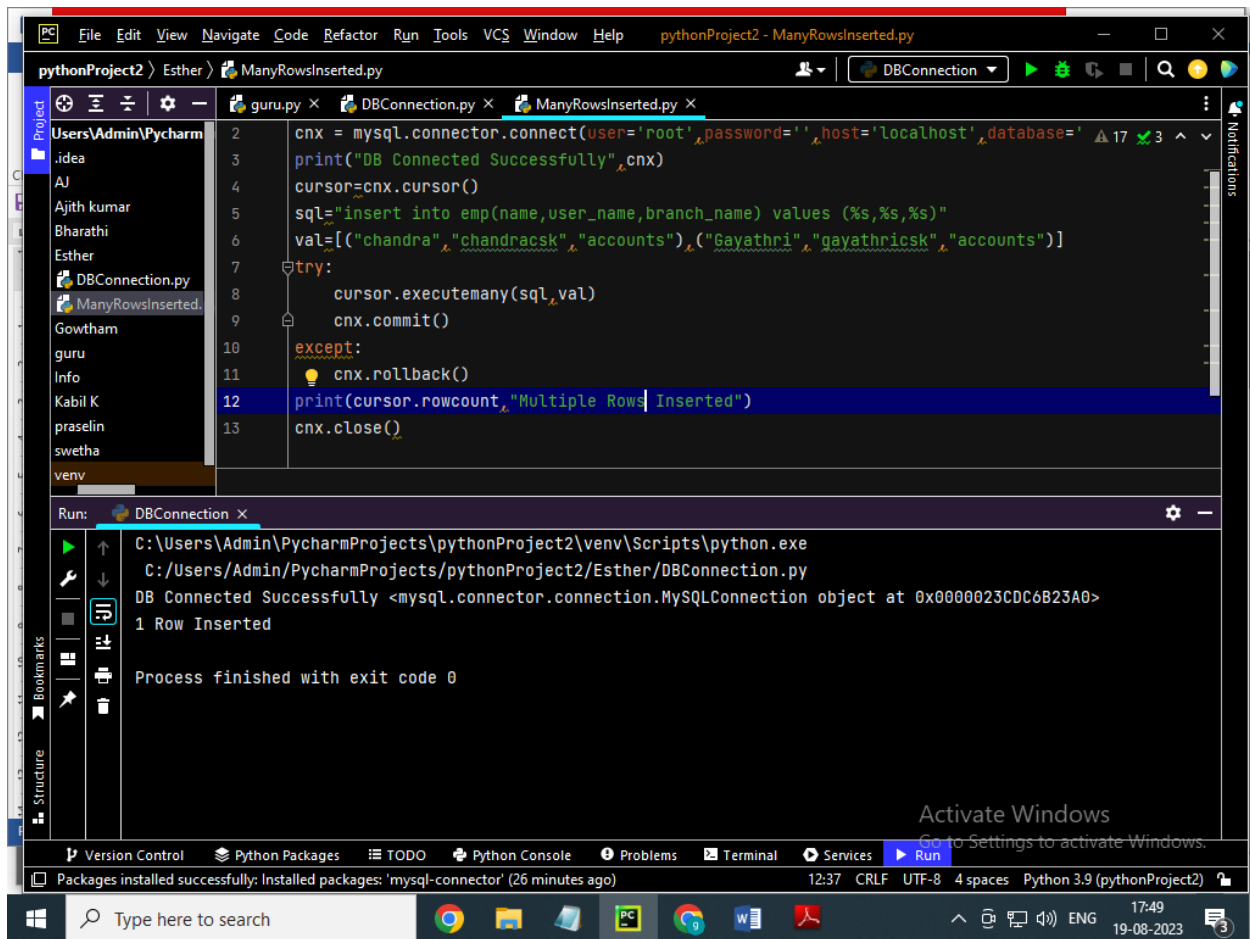 PC File Edit View Navigate Code Refactor Run Tools VCS Window Help pythonProject2 - ManyRowsInserted.py
pythonProject2 〉 Esther 〉 ManyRowsInserted.py DBConnection
Project guru.py × DBConnection.py × ManyRowsInserted.py × Notifications
Users\Admin\Pycharm
.idea
AJ
Ajith kumar
Bharathi
Esther
DBConnection.py
ManyRowsInserted.
Gowtham
guru
Info
Kabil K
praselin
swetha
venv
2 cnx = mysql.connector.connect(user='root',password='',host='localhost',database=' 17 3
3 print("DB Connected Successfully",cnx)
4 cursor=cnx.cursor()
5 sql="insert into emp(name,user_name,branch_name) values (%s,%s,%s)"
6 val=[("chandra","chandracsk","accounts"),("Gayathri","gayathricsk","accounts")]
7 try:
8 cursor.executemany(sql,val)
9 cnx.commit()
10 except:
11 cnx.rollback()
12 print(cursor.rowcount,"Multiple Rows Inserted")
13 cnx.close()
Run: DBConnection ×
C:\Users\Admin\PycharmProjects\pythonProject2\venv\Scripts\python.exe
C:/Users/Admin/PycharmProjects/pythonProject2/Esther/DBConnection.py
DB Connected Successfully <mysql.connector.connection.MySQLConnection object at 0x0000023CDC6B23A0>
1 Row Inserted
Process finished with exit code 0
Bookmarks
Structure
Activate Windows
Go to Settings to activate Windows.
Version Control Python Packages TODO Python Console Problems Terminal Services Run
Packages installed successfully: Installed packages: 'mysql-connector' (26 minutes ago) 12:37 CRLF UTF-8 4 spaces Python 3.9 (pythonProject2)
Type here to search PC g W ENG 17:49
19-08-2023 3